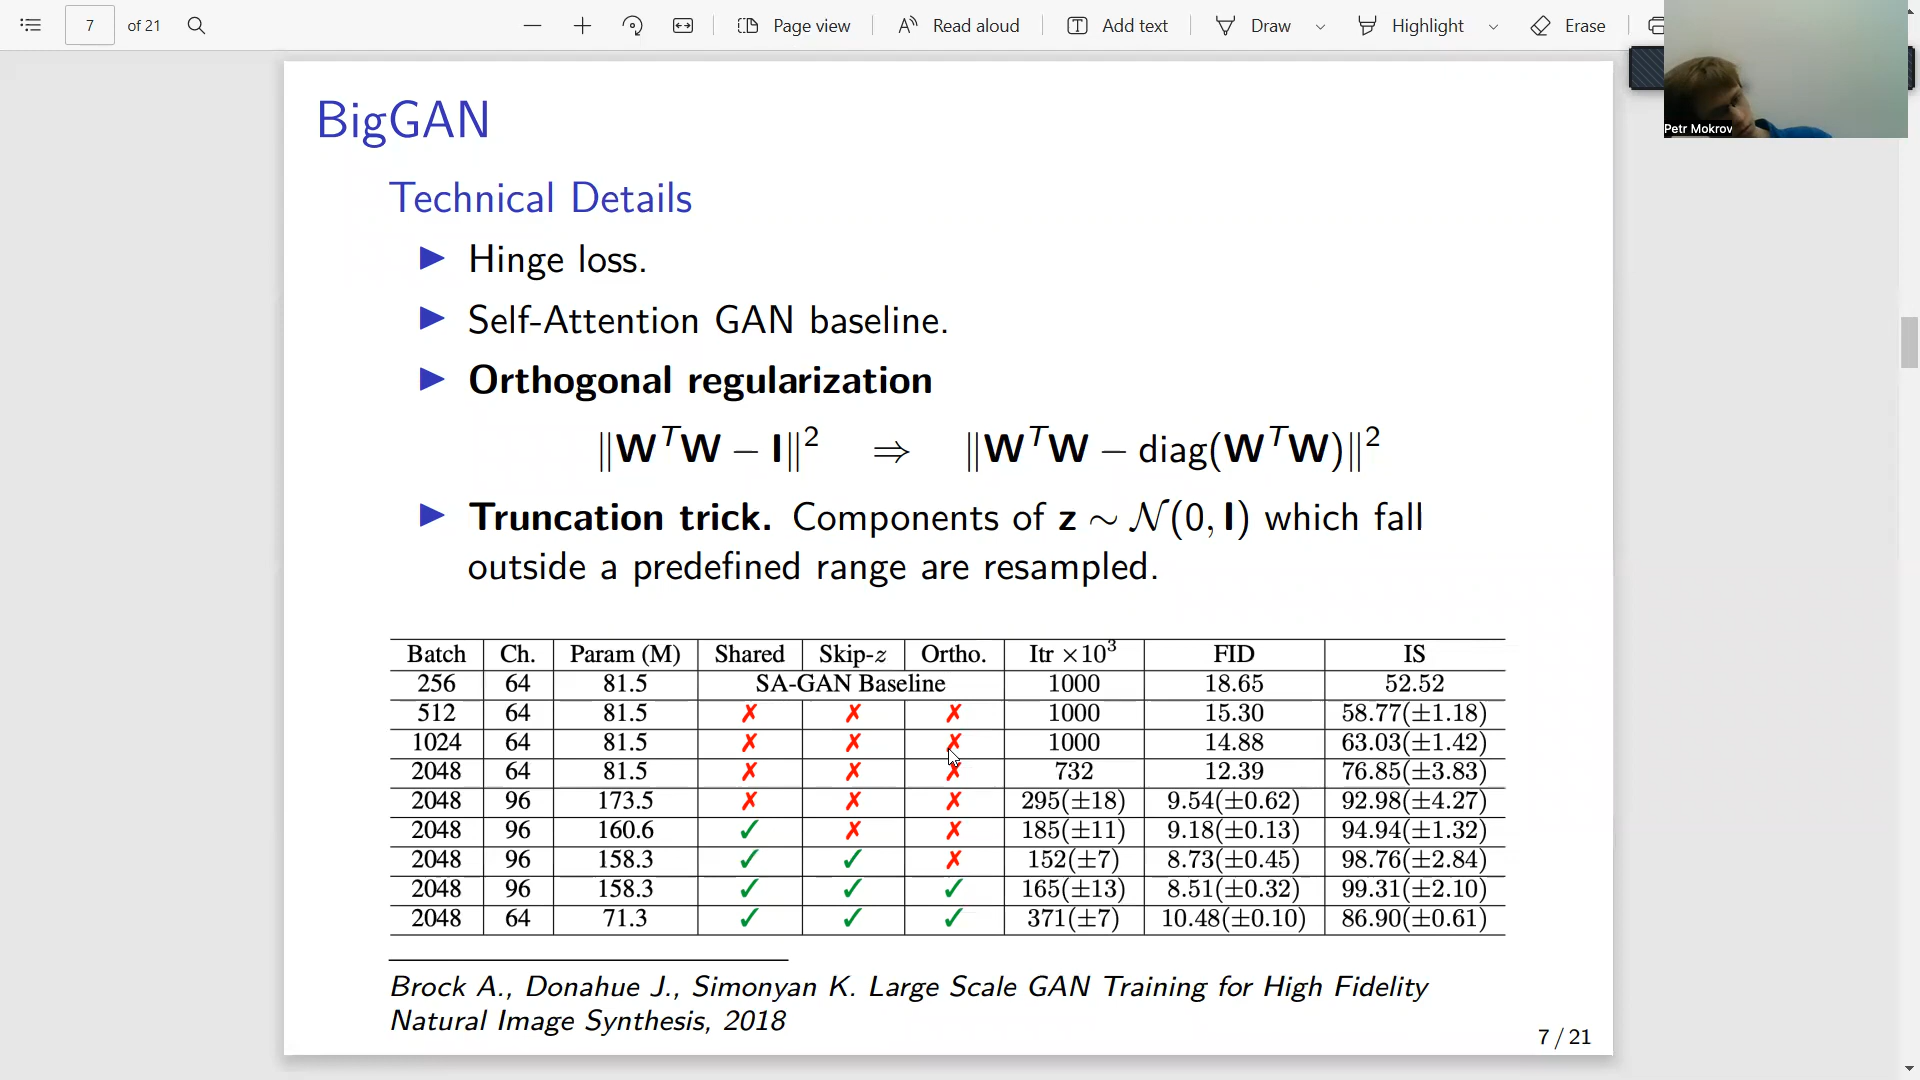 7 of 21 Page view Read aloud Add text Draw Highlight Erase
Petr Mokrov
BigGAN
Technical Details
▶ Hinge loss.
▶ Self-Attention GAN baseline.
▶ Orthogonal regularization
‖W^T W − I‖² ⇒ ‖W^T W − diag(W^T W)‖²
▶ Truncation trick. Components of z ∼ 𝒩(0, I) which fall
outside a predefined range are resampled.
Batch Ch. Param (M) Shared Skip-z Ortho. Itr ×10³ FID IS
256 64 81.5 SA-GAN Baseline 1000 18.65 52.52
512 64 81.5 ✗ ✗ ✗ 1000 15.30 58.77(±1.18)
1024 64 81.5 ✗ ✗ ✗ 1000 14.88 63.03(±1.42)
2048 64 81.5 ✗ ✗ ✗ 732 12.39 76.85(±3.83)
2048 96 173.5 ✗ ✗ ✗ 295(±18) 9.54(±0.62) 92.98(±4.27)
2048 96 160.6 ✓ ✗ ✗ 185(±11) 9.18(±0.13) 94.94(±1.32)
2048 96 158.3 ✓ ✓ ✗ 152(±7) 8.73(±0.45) 98.76(±2.84)
2048 96 158.3 ✓ ✓ ✓ 165(±13) 8.51(±0.32) 99.31(±2.10)
2048 64 71.3 ✓ ✓ ✓ 371(±7) 10.48(±0.10) 86.90(±0.61)
Brock A., Donahue J., Simonyan K. Large Scale GAN Training for High Fidelity
Natural Image Synthesis, 2018
7 / 21